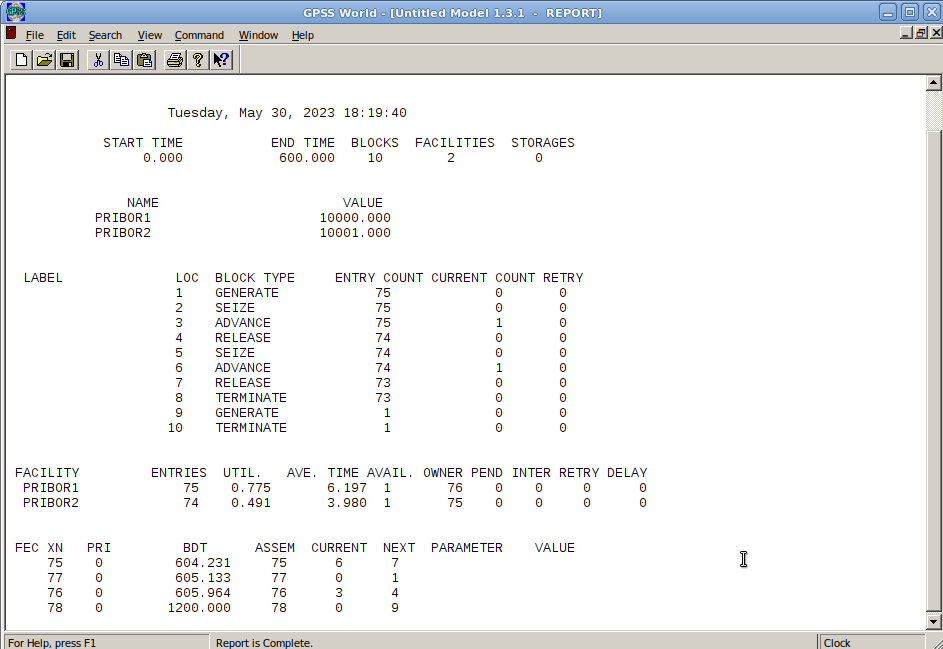 GPSS World - [Untitled Model 1.3.1 - REPORT]
File Edit Search View Command Window Help
Tuesday, May 30, 2023 18:19:40
START TIME END TIME BLOCKS FACILITIES STORAGES
0.000 600.000 10 2 0
NAME VALUE
PRIBOR1 10000.000
PRIBOR2 10001.000
LABEL LOC BLOCK TYPE ENTRY COUNT CURRENT COUNT RETRY
1 GENERATE 75 0 0
2 SEIZE 75 0 0
3 ADVANCE 75 1 0
4 RELEASE 74 0 0
5 SEIZE 74 0 0
6 ADVANCE 74 1 0
7 RELEASE 73 0 0
8 TERMINATE 73 0 0
9 GENERATE 1 0 0
10 TERMINATE 1 0 0
FACILITY ENTRIES UTIL. AVE. TIME AVAIL. OWNER PEND INTER RETRY DELAY
PRIBOR1 75 0.775 6.197 1 76 0 0 0 0
PRIBOR2 74 0.491 3.980 1 75 0 0 0 0
FEC XN PRI BDT ASSEM CURRENT NEXT PARAMETER VALUE
75 0 604.231 75 6 7
77 0 605.133 77 0 1
76 0 605.964 76 3 4
78 0 1200.000 78 0 9
For Help, press F1 Report is Complete. Clock